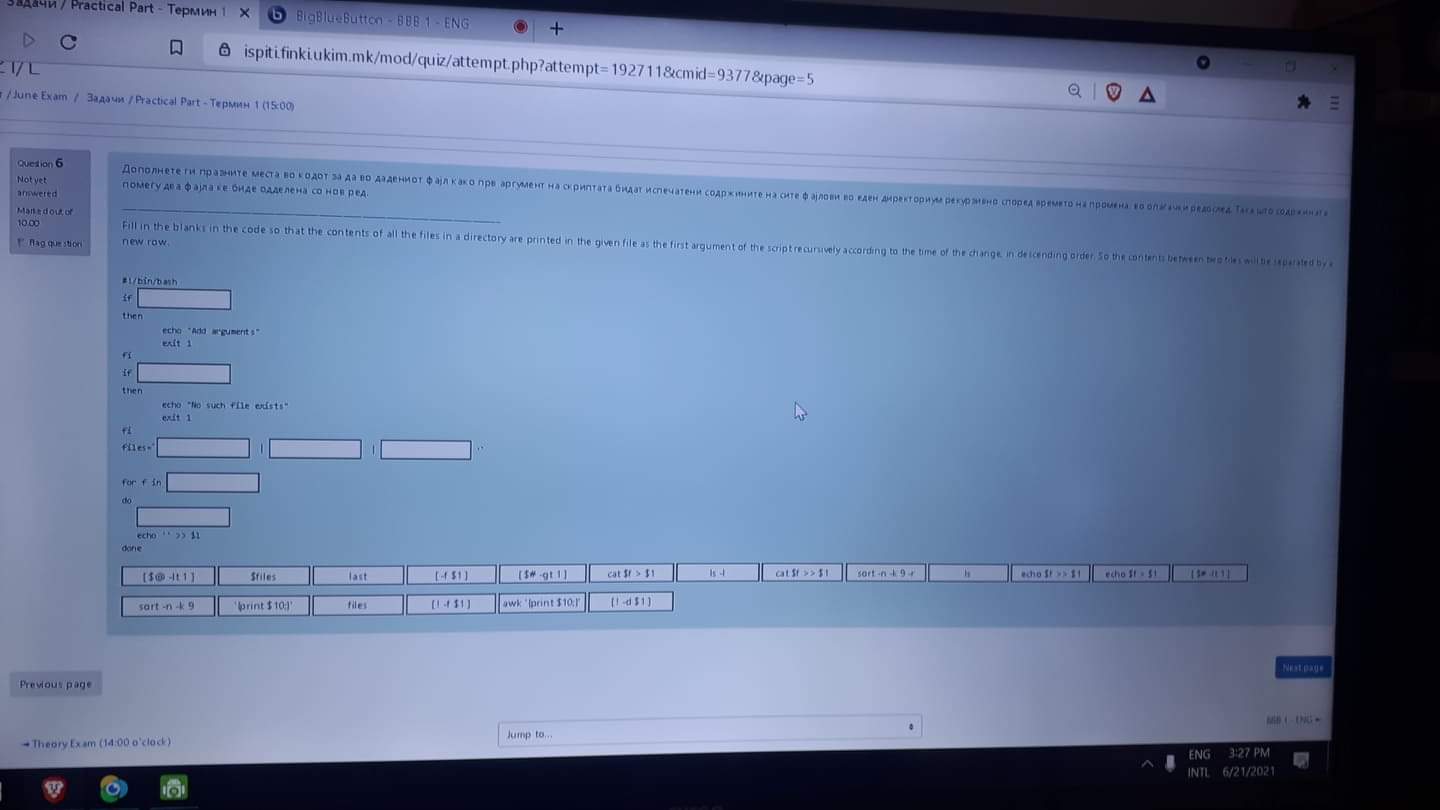 Задачи / Practical Part - Термин 1
BigBlueButton - BBB 1 - ENG
ispiti.finki.ukim.mk/mod/quiz/attempt.php?attempt=192711&cmid=9377&page=5
/ June Exam / Задачи / Practical Part - Термин 1 (15:00)
Question 6
Not yet
answered
Marked out of
10.00
Flag question
Дополнете ги празните места во кодот за да во дадениот фајл како прв аргумент на скриптата бидат испечатени содржините на сите фајлови во еден директориум рекурзивно според времето на промена, во опаѓачки редослед. Така што содржината
помеѓу два фајла ќе биде одделена со нов ред.
Fill in the blanks in the code so that the contents of all the files in a directory are printed in the given file as the first argument of the script recursively according to the time of the change, in descending order. So the contents between two files will be separated by a
new row.
#!/bin/bash
if
then
echo "Add arguments"
exit 1
fi
if
then
echo "No such file exists"
exit 1
fi
files=` | | `
for f in
do
echo '' >> $1
done
[ $@ -lt 1 ] $files last [ -f $1 ] [ $# -gt 1 ] cat $f > $1 ls -l cat $f >> $1 sort -n -k 9 -r ls echo $f >> $1 echo $f > $1 [ $# -lt 1 ]
sort -n -k 9 '{print $10;}' files [ ! -f $1 ] awk '{print $10;}' [ ! -d $1 ]
Next page
Previous page
BBB 1 - ENG
Jump to...
Theory Exam (14:00 o'clock)
ENG 3:27 PM
INTL 6/21/2021